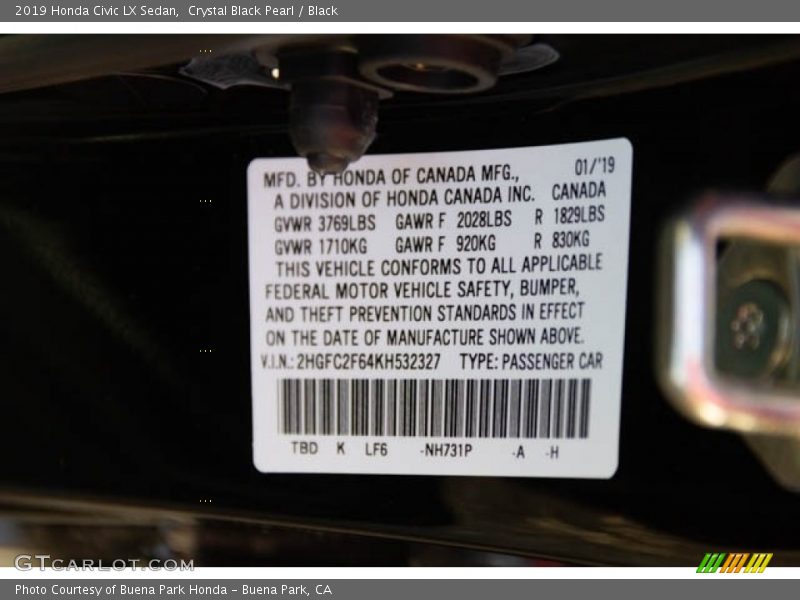 2019 Honda Civic LX Sedan,  Crystal Black Pearl / Black
01/'19
MFD. BY HONDA OF CANADA MFG.,
A DIVISION OF HONDA CANADA INC. CANADA
GVWR 3769LBS GAWR F 2028LBS R 1829LBS
GVWR 1710KG GAWR F 920KG R 830KG
THIS VEHICLE CONFORMS TO ALL APPLICABLE
FEDERAL MOTOR VEHICLE SAFETY, BUMPER,
AND THEFT PREVENTION STANDARDS IN EFFECT
ON THE DATE OF MANUFACTURE SHOWN ABOVE.
V.I.N.: 2HGFC2F64KH532327 TYPE: PASSENGER CAR
TBD K LF6 -NH731P -A -H
GTcarlot.com
Photo Courtesy of Buena Park Honda - Buena Park, CA